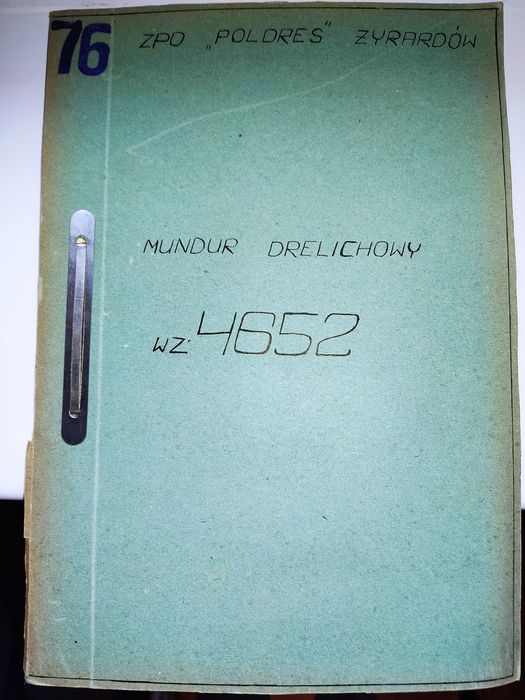 76
ZPO „POLDRES" ŻYRARDÓW
MUNDUR DRELICHOWY
WZ. 4652